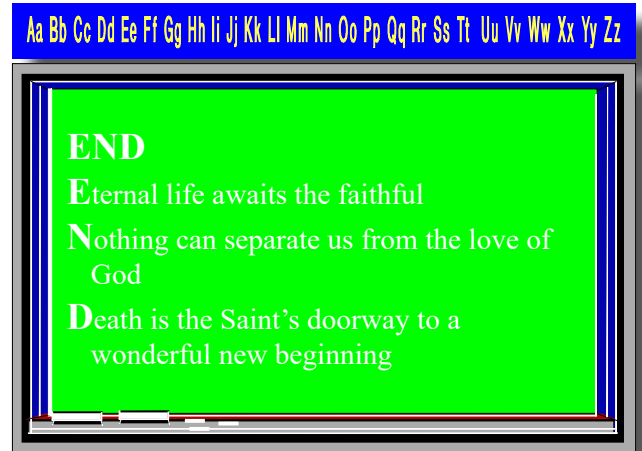 Aa Bb Cc Dd Ee Ff Gg Hh Ii Jj Kk Ll Mm Nn Oo Pp Qq Rr Ss Tt Uu Vv Ww Xx Yy Zz
END
Eternal life awaits the faithful
Nothing can separate us from the love of
God
Death is the Saint’s doorway to a
wonderful new beginning